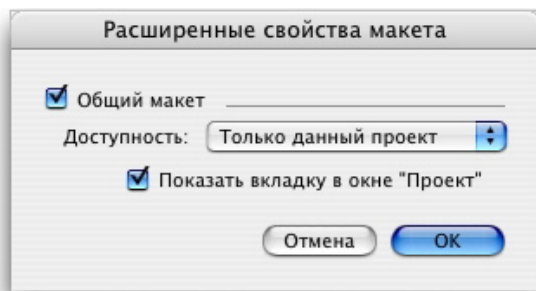 Расширенные свойства макета
Общий макет
Доступность: Только данный проект
Показать вкладку в окне "Проект"
Отмена OK